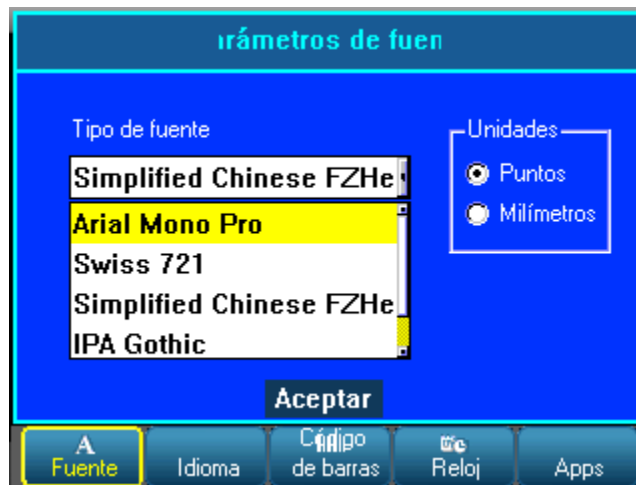 arámetros de fuen
Tipo de fuente
Unidades
Simplified Chinese FZHe
Puntos
Milímetros
Arial Mono Pro
Swiss 721
Simplified Chinese FZHe
IPA Gothic
Aceptar
A
Fuente
Idioma
Código
de barras
Reloj
Apps